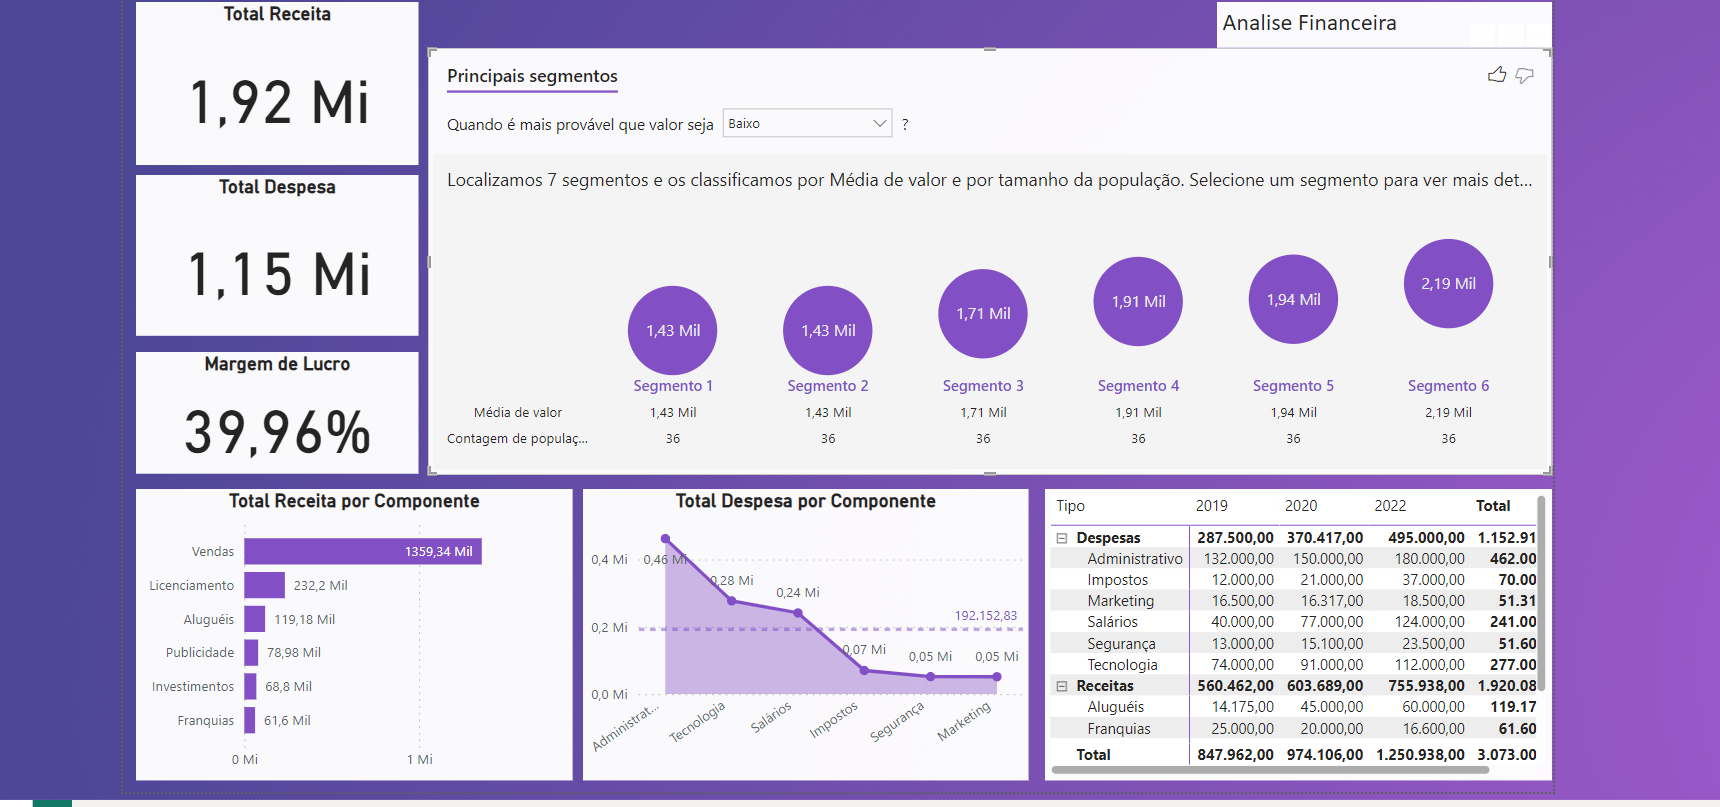 Total Receita
1,92 Mi
Total Despesa
1,15 Mi
Margem de Lucro
39,96%
Analise Financeira
Principais segmentos
Quando é mais provável que valor seja Baixo ?
Localizamos 7 segmentos e os classificamos por Média de valor e por tamanho da população. Selecione um segmento para ver mais det...
1,43 Mil 1,43 Mil 1,71 Mil 1,91 Mil 1,94 Mil 2,19 Mil
Segmento 1 Segmento 2 Segmento 3 Segmento 4 Segmento 5 Segmento 6
Média de valor 1,43 Mil 1,43 Mil 1,71 Mil 1,91 Mil 1,94 Mil 2,19 Mil
Contagem de populaç... 36 36 36 36 36 36
Total Receita por Componente
Vendas 1359,34 Mil
Licenciamento 232,2 Mil
Aluguéis 119,18 Mil
Publicidade 78,98 Mil
Investimentos 68,8 Mil
Franquias 61,6 Mil
0 Mi 1 Mi
Total Despesa por Componente
0,4 Mi 0,46 Mi
0,28 Mi
0,24 Mi
192.152,83
0,2 Mi
0,07 Mi 0,05 Mi 0,05 Mi
0,0 Mi
Administrat... Tecnologia Salários Impostos Segurança Marketing
Tipo 2019 2020 2022 Total
Despesas 287.500,00 370.417,00 495.000,00 1.152.91
Administrativo 132.000,00 150.000,00 180.000,00 462.00
Impostos 12.000,00 21.000,00 37.000,00 70.00
Marketing 16.500,00 16.317,00 18.500,00 51.31
Salários 40.000,00 77.000,00 124.000,00 241.00
Segurança 13.000,00 15.100,00 23.500,00 51.60
Tecnologia 74.000,00 91.000,00 112.000,00 277.00
Receitas 560.462,00 603.689,00 755.938,00 1.920.08
Aluguéis 14.175,00 45.000,00 60.000,00 119.17
Franquias 25.000,00 20.000,00 16.600,00 61.60
Total 847.962,00 974.106,00 1.250.938,00 3.073.00